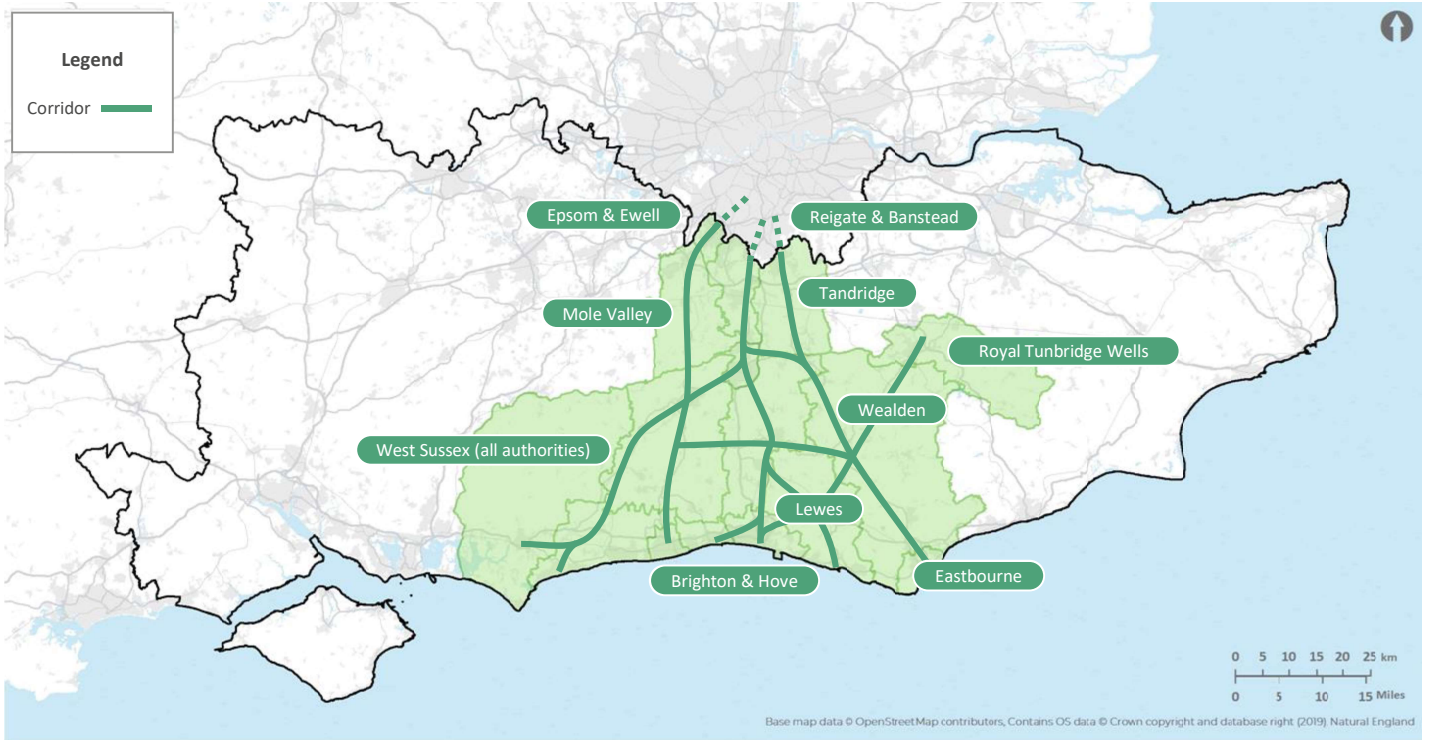 Legend
Corridor
Epsom & Ewell
Reigate & Banstead
Tandridge
Mole Valley
Royal Tunbridge Wells
Wealden
West Sussex (all authorities)
Lewes
Brighton & Hove
Eastbourne
0 5 10 15 20 25 km
0 5 10 15 Miles
Base map data © OpenStreetMap contributors, Contains OS data © Crown copyright and database right (2019) Natural England